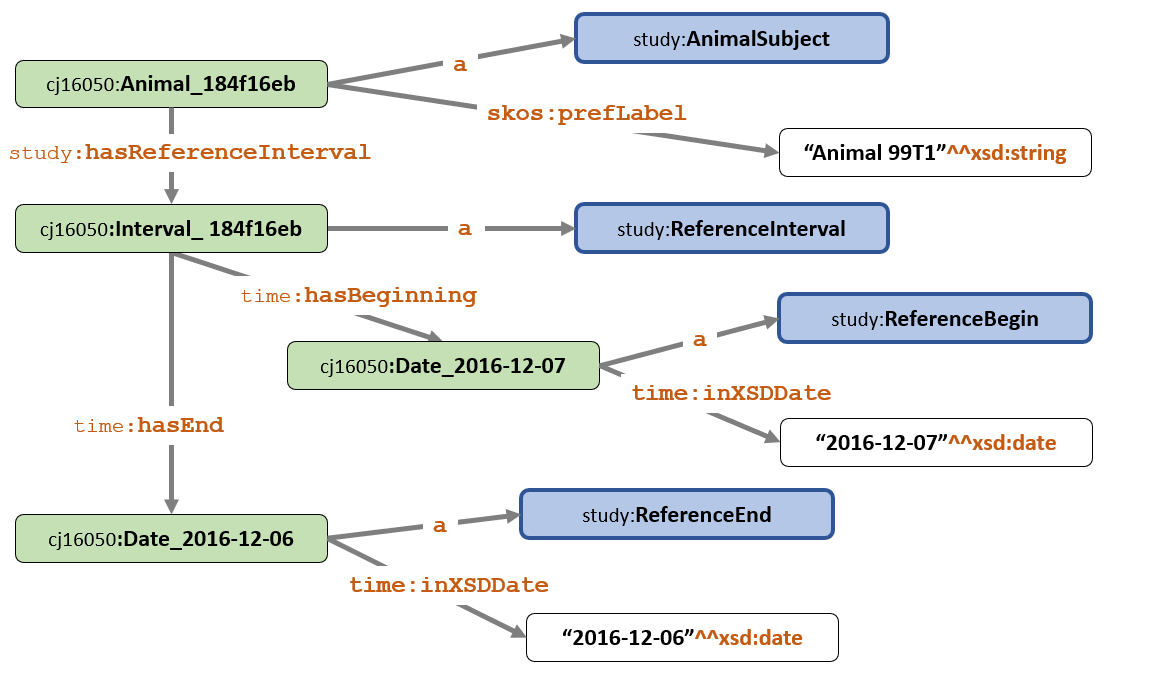 study:AnimalSubject
a
cj16050:Animal_184f16eb
skos:prefLabel
“Animal 99T1”^^xsd:string
study:hasReferenceInterval
cj16050:Interval_ 184f16eb
a
study:ReferenceInterval
time:hasBeginning
study:ReferenceBegin
a
cj16050:Date_2016-12-07
time:inXSDDate
“2016-12-07”^^xsd:date
time:hasEnd
study:ReferenceEnd
a
cj16050:Date_2016-12-06
time:inXSDDate
“2016-12-06”^^xsd:date